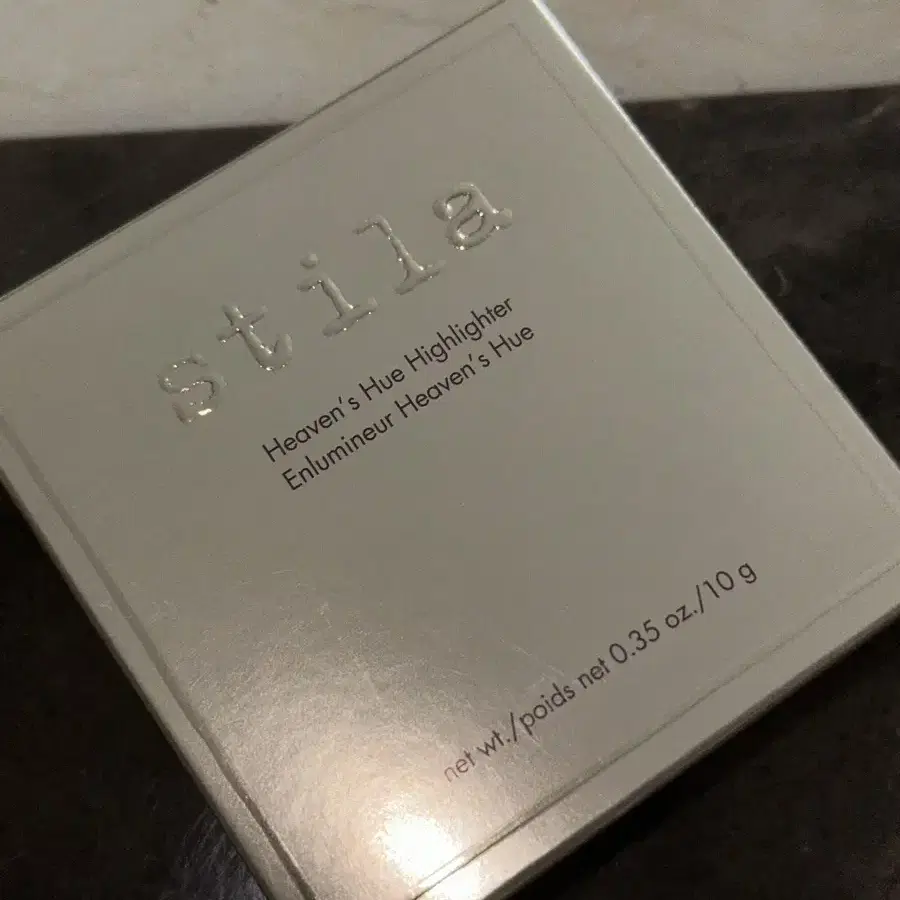 stila
Heaven's Hue Highlighter
Enlumineur Heaven's Hue
net wt./poids net 0.35 oz./10 g